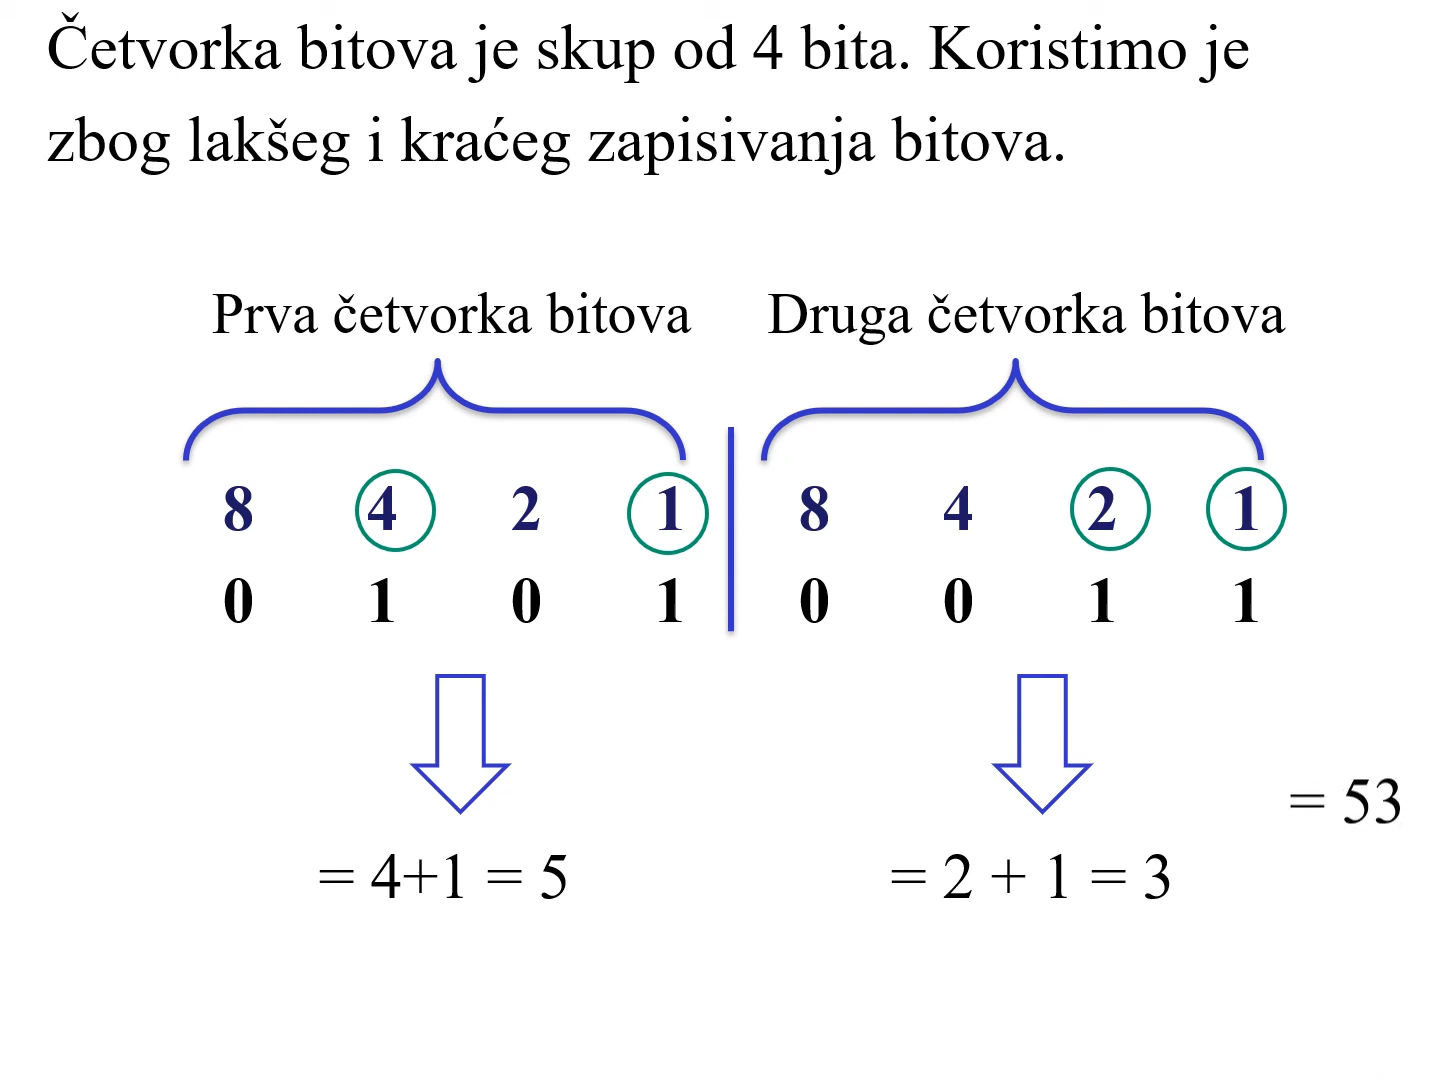 Četvorka bitova je skup od 4 bita. Koristimo je
zbog lakšeg i kraćeg zapisivanja bitova.
Prva četvorka bitova Druga četvorka bitova
8 4 2 1 8 4 2 1
0 1 0 1 0 0 1 1
= 53
= 4+1 = 5 = 2 + 1 = 3